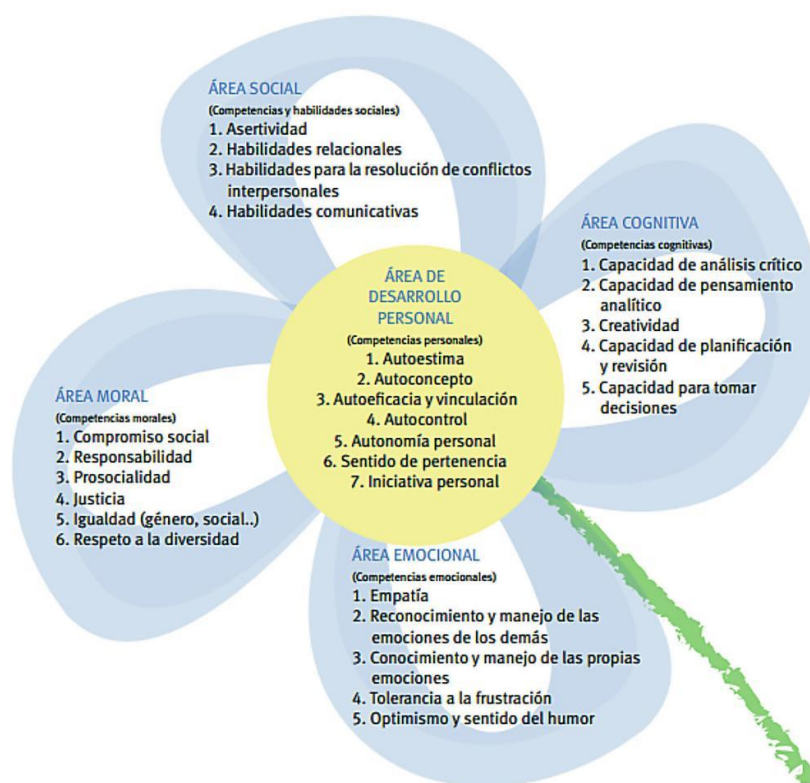 ÁREA SOCIAL
(Competencias y habilidades sociales)
1. Asertividad
2. Habilidades relacionales
3. Habilidades para la resolución de conflictos
interpersonales
4. Habilidades comunicativas
ÁREA COGNITIVA
(Competencias cognitivas)
1. Capacidad de análisis crítico
2. Capacidad de pensamiento
analítico
3. Creatividad
4. Capacidad de planificación
y revisión
5. Capacidad para tomar
decisiones
ÁREA DE
DESARROLLO
PERSONAL
(Competencias personales)
1. Autoestima
2. Autoconcepto
3. Autoeficacia y vinculación
4. Autocontrol
5. Autonomía personal
6. Sentido de pertenencia
7. Iniciativa personal
ÁREA MORAL
(Competencias morales)
1. Compromiso social
2. Responsabilidad
3. Prosocialidad
4. Justicia
5. Igualdad (género, social..)
6. Respeto a la diversidad
ÁREA EMOCIONAL
(Competencias emocionales)
1. Empatía
2. Reconocimiento y manejo de las
emociones de los demás
3. Conocimiento y manejo de las propias
emociones
4. Tolerancia a la frustración
5. Optimismo y sentido del humor